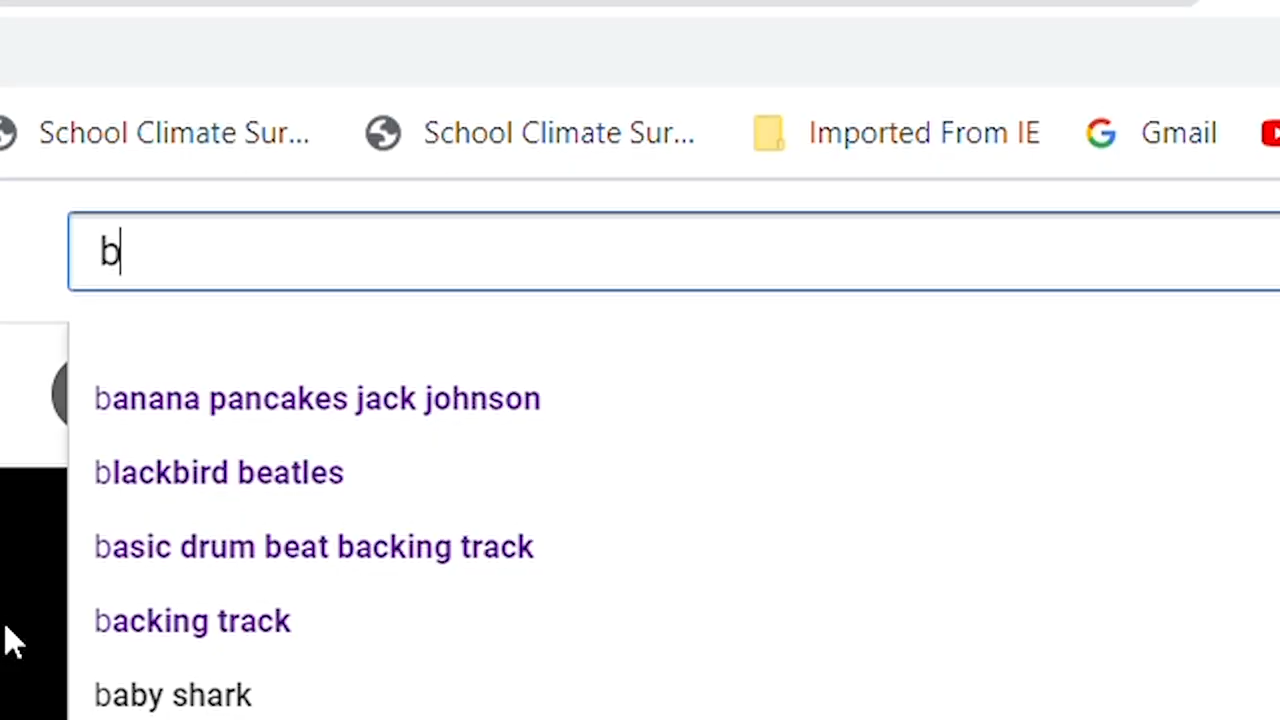 School Climate Sur... School Climate Sur... Imported From IE Gmail
b
banana pancakes jack johnson
blackbird beatles
basic drum beat backing track
backing track
baby shark